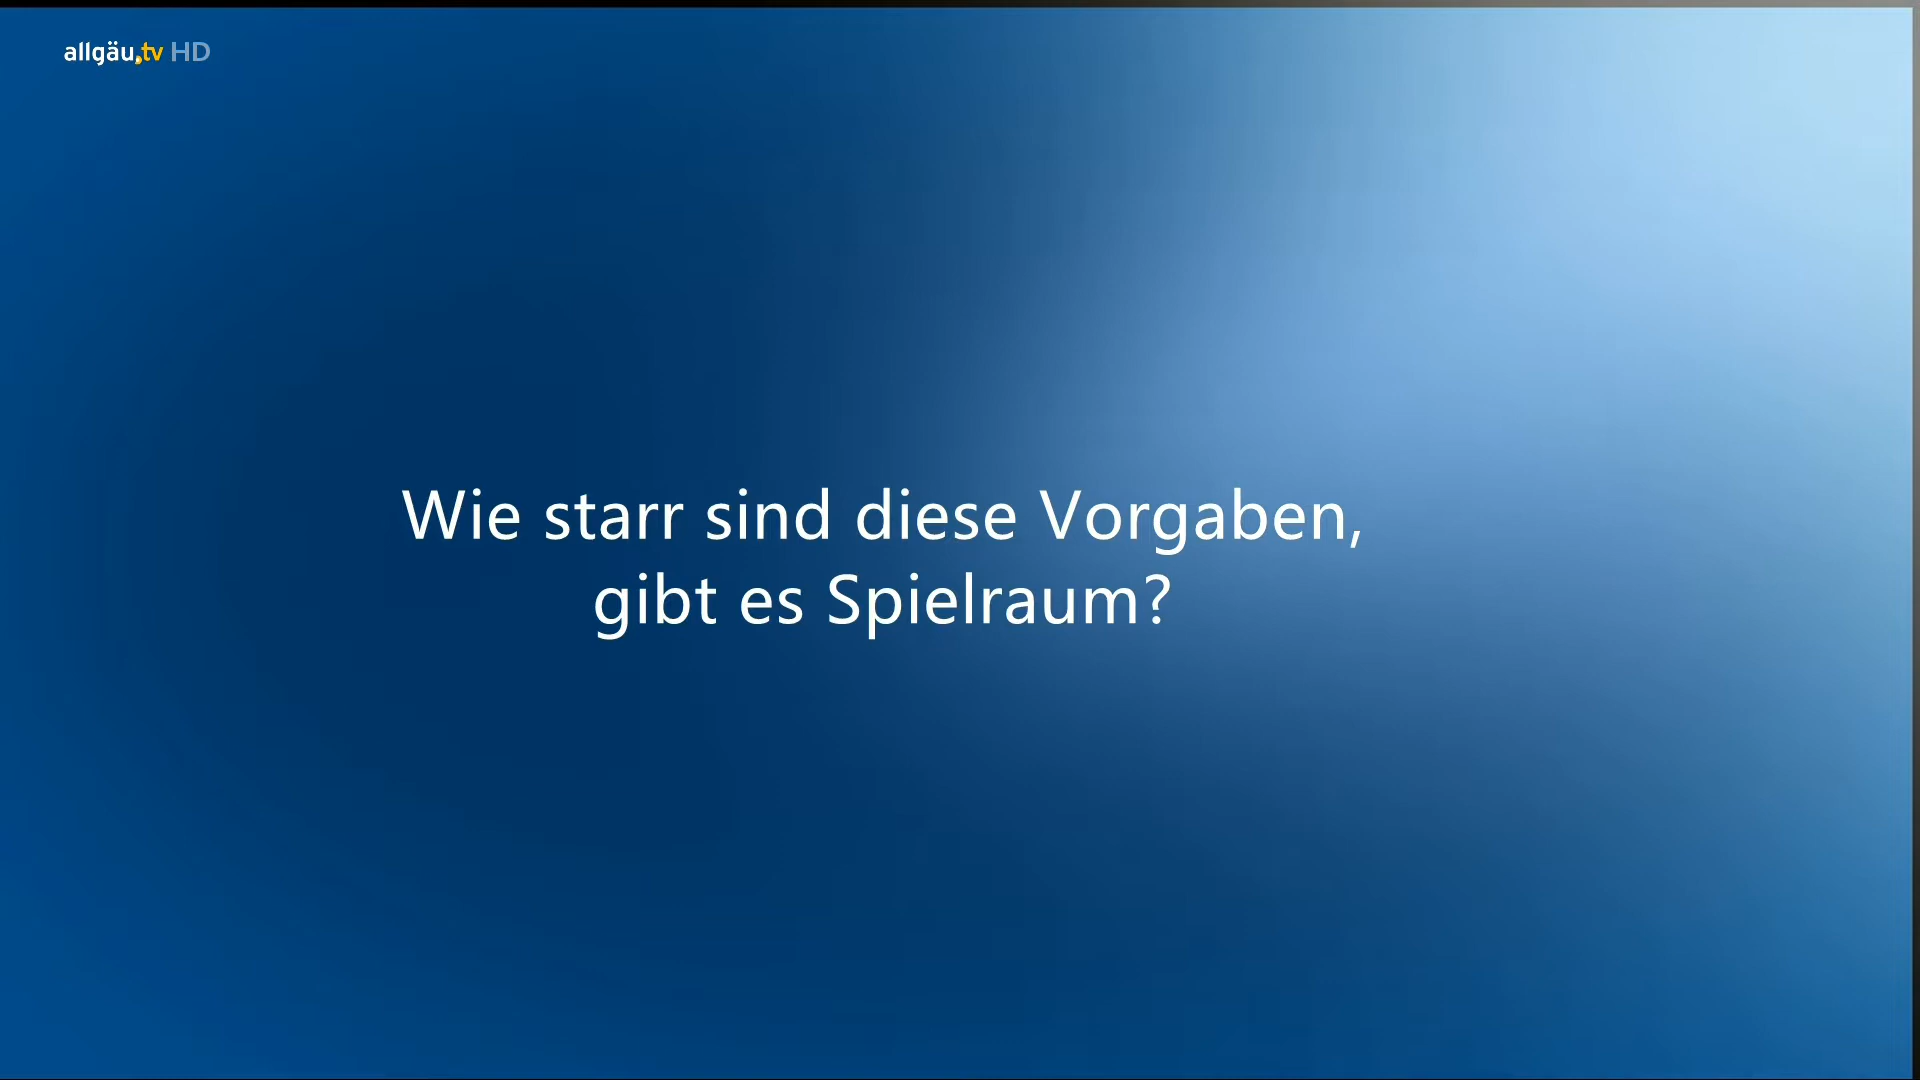 allgäu.tv HD
Wie starr sind diese Vorgaben,
gibt es Spielraum?